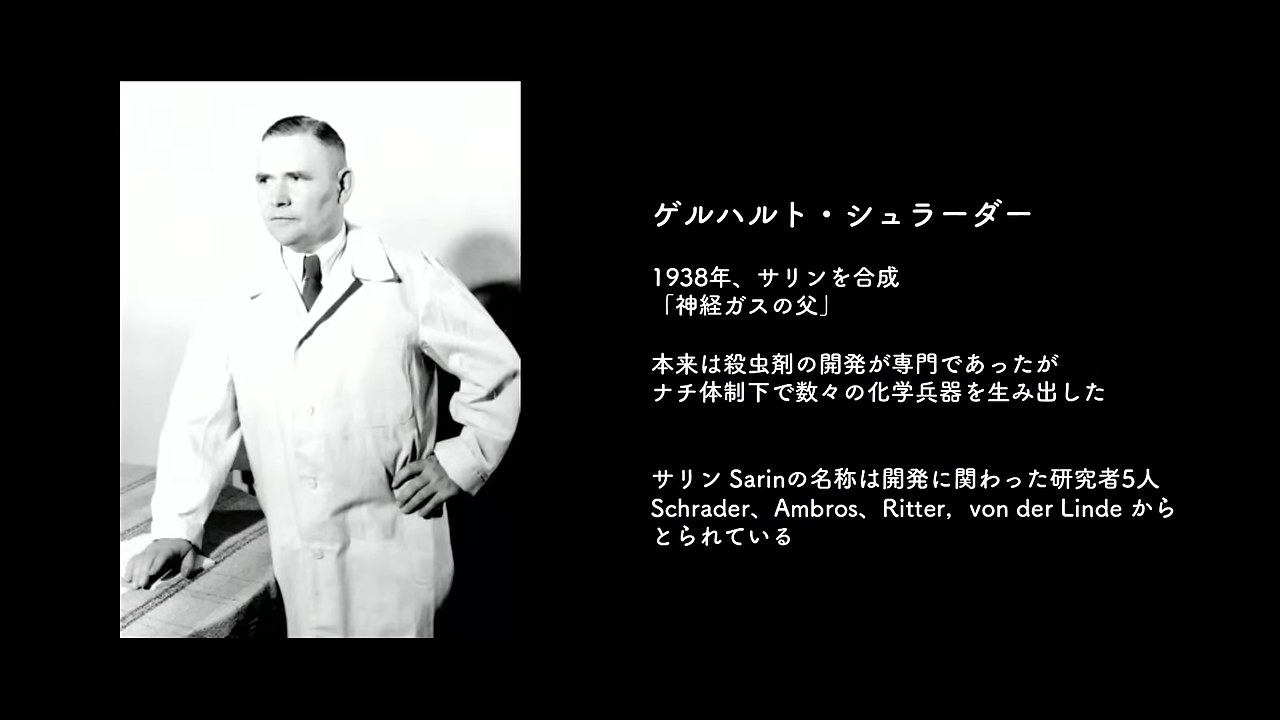 ゲルハルト・シュラーダー
1938年、サリンを合成
「神経ガスの父」
本来は殺虫剤の開発が専門であったが
ナチ体制下で数々の化学兵器を生み出した
サリン Sarinの名称は開発に関わった研究者5人
Schrader、Ambros、Ritter，von der Linde から
とられている